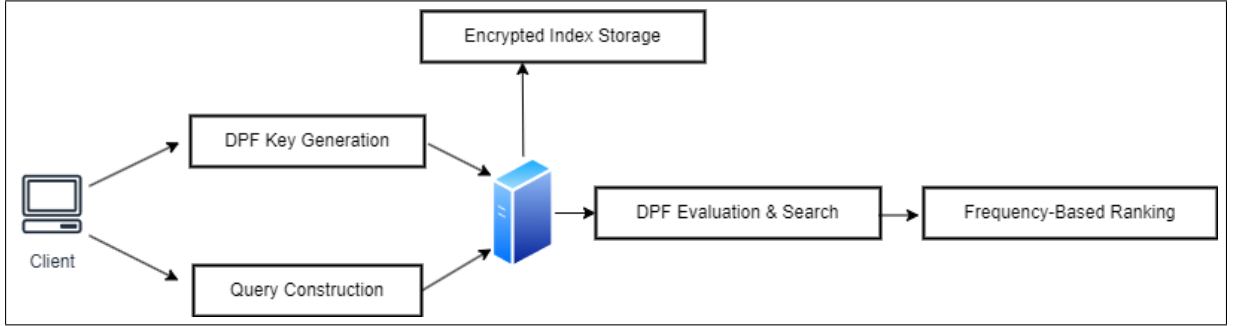 Encrypted Index Storage
DPF Key Generation
DPF Evaluation & Search
Frequency-Based Ranking
Client
Query Construction